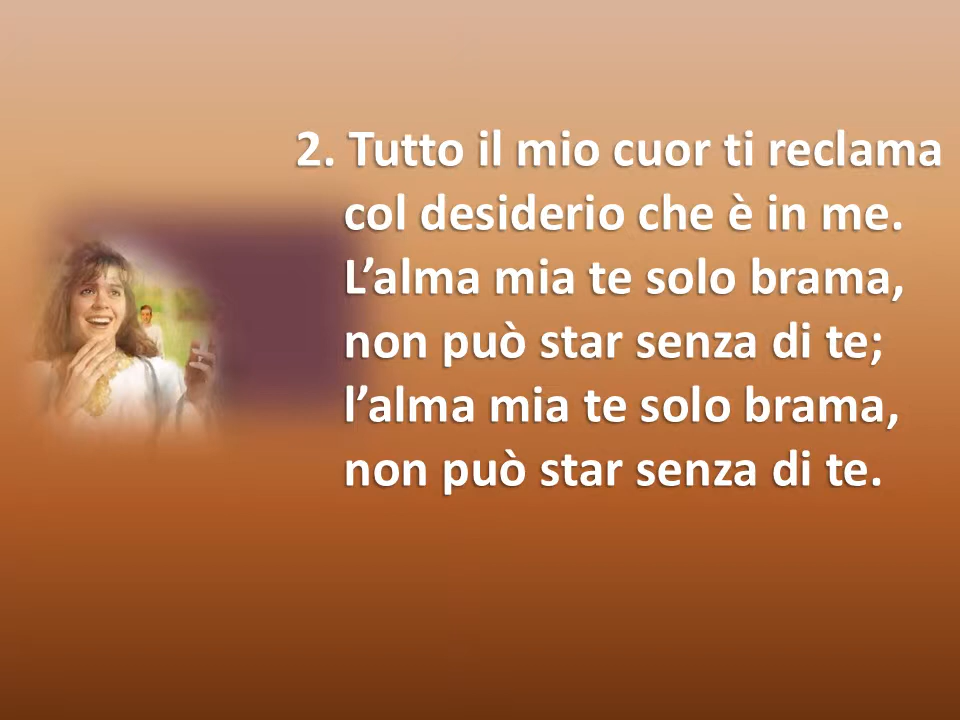 2. Tutto il mio cuor ti reclama
col desiderio che è in me.
L’alma mia te solo brama,
non può star senza di te;
l’alma mia te solo brama,
non può star senza di te.